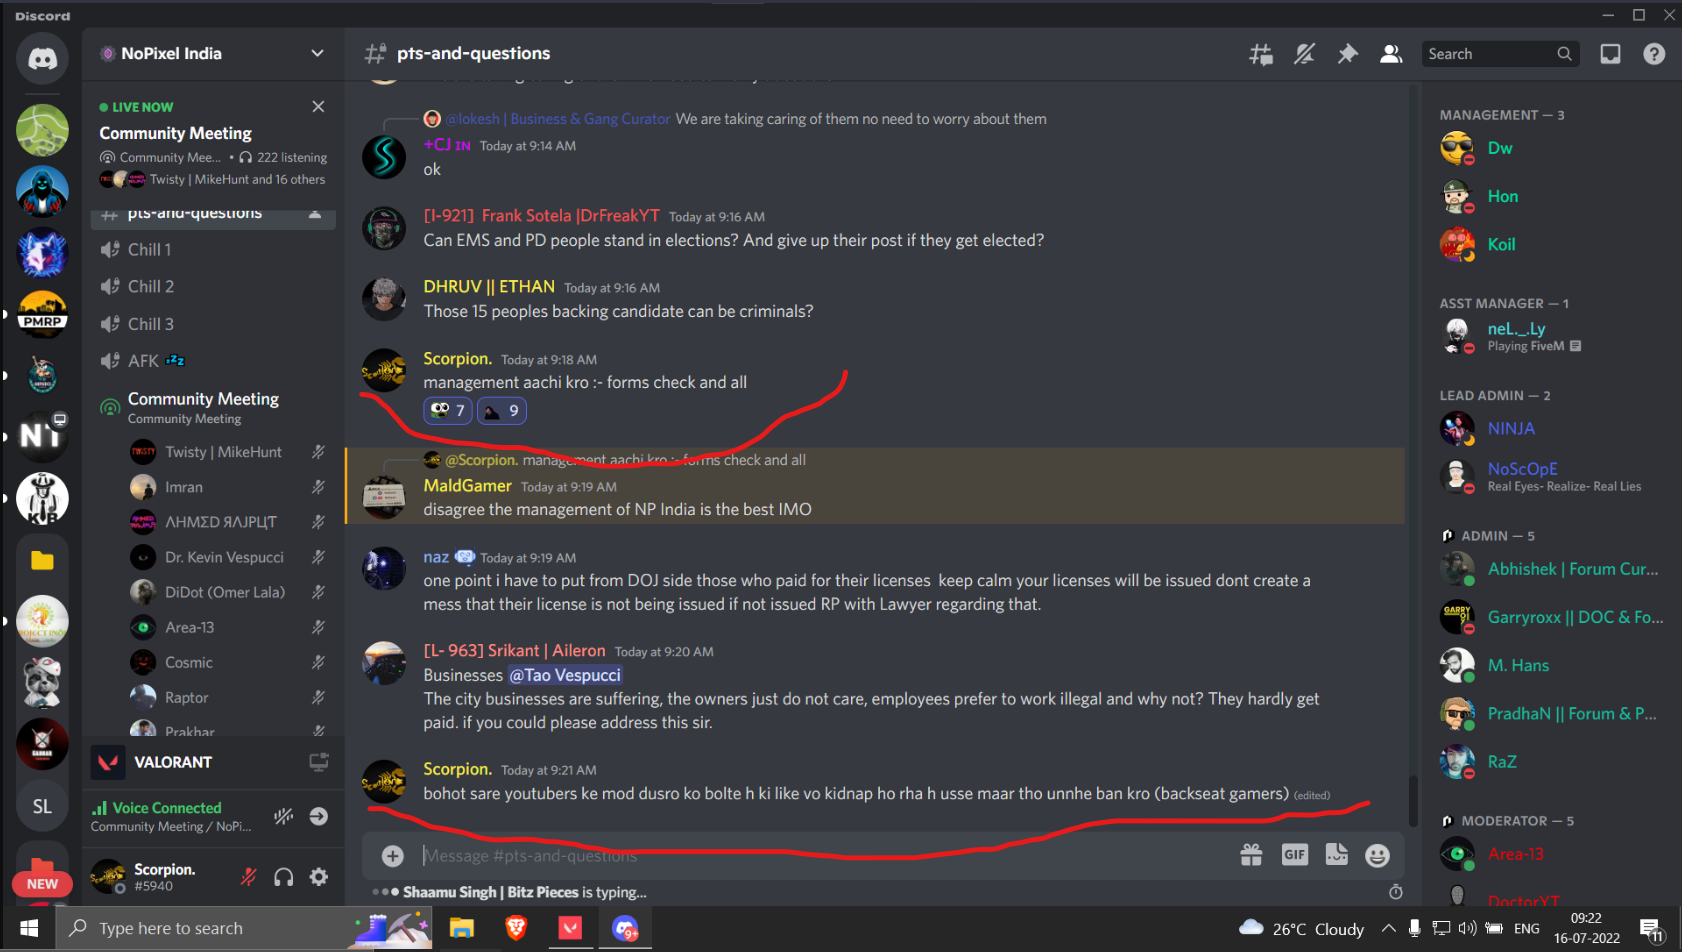 Discord
NoPixel India
pts-and-questions
Search
LIVE NOW
Community Meeting
Community Mee... • 222 listening
Twisty | MikeHunt and 16 others
pts-and-questions
Chill 1
Chill 2
Chill 3
AFK
Community Meeting
Community Meeting
Twisty | MikeHunt
Imran
ΛHMΣD ЯΛJPЦT
Dr. Kevin Vespucci
DiDot (Omer Lala)
Area-13
Cosmic
Raptor
Prakhar
VALORANT
Voice Connected
Community Meeting / NoPi...
Scorpion.
#5940
PMRP
NT
KB
SL
NEW
@lokesh | Business & Gang Curator We are taking caring of them no need to worry about them
+CJ IN Today at 9:14 AM
ok
[I-921] Frank Sotela |DrFreakYT Today at 9:16 AM
Can EMS and PD people stand in elections? And give up their post if they get elected?
DHRUV || ETHAN Today at 9:16 AM
Those 15 peoples backing candidate can be criminals?
Scorpion. Today at 9:18 AM
management aachi kro :- forms check and all
7 9
@Scorpion. management aachi kro :- forms check and all
MaldGamer Today at 9:19 AM
disagree the management of NP India is the best IMO
naz Today at 9:19 AM
one point i have to put from DOJ side those who paid for their licenses keep calm your licenses will be issued dont create a
mess that their license is not being issued if not issued RP with Lawyer regarding that.
[L- 963] Srikant | Aileron Today at 9:20 AM
Businesses @Tao Vespucci
The city businesses are suffering, the owners just do not care, employees prefer to work illegal and why not? They hardly get
paid. if you could please address this sir.
Scorpion. Today at 9:21 AM
bohot sare youtubers ke mod dusro ko bolte h ki like vo kidnap ho rha h usse maar tho unnhe ban kro (backseat gamers) (edited)
Message #pts-and-questions
GIF
Shaamu Singh | Bitz Pieces is typing...
MANAGEMENT — 3
Dw
Hon
Koil
ASST MANAGER — 1
neL._.Ly
Playing FiveM
LEAD ADMIN — 2
NINJA
NoScOpE
Real Eyes- Realize- Real Lies
ADMIN — 5
Abhishek | Forum Cur...
Garryroxx || DOC & Fo...
M. Hans
PradhaN || Forum & P...
RaZ
MODERATOR — 5
Area-13
DoctorYT
Type here to search
9+
26°C Cloudy
ENG
09:22
16-07-2022
11